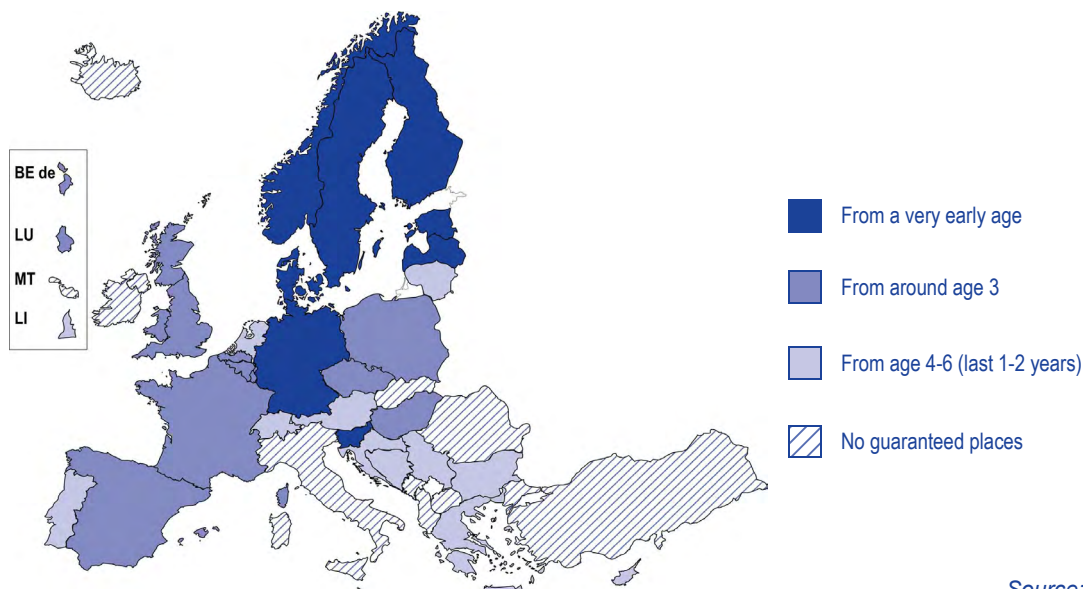 BE de
LU
MT
LI
From a very early age
From around age 3
From age 4-6 (last 1-2 years)
No guaranteed places
Source: